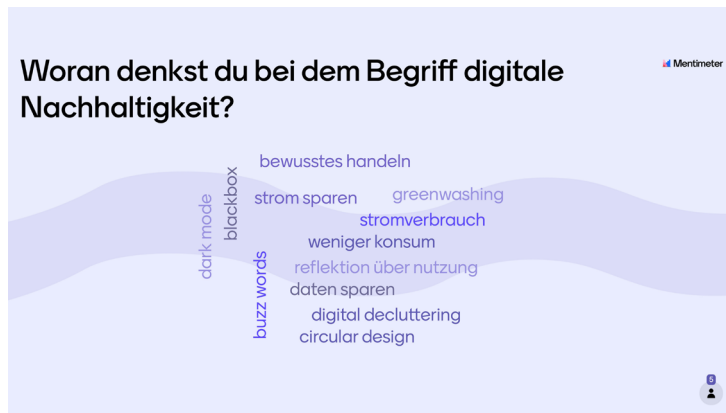 Woran denkst du bei dem Begriff digitale
Nachhaltigkeit?
Mentimeter
bewusstes handeln
blackbox
dark mode
strom sparen
greenwashing
stromverbrauch
weniger konsum
buzz words
reflektion über nutzung
daten sparen
digital decluttering
circular design
5